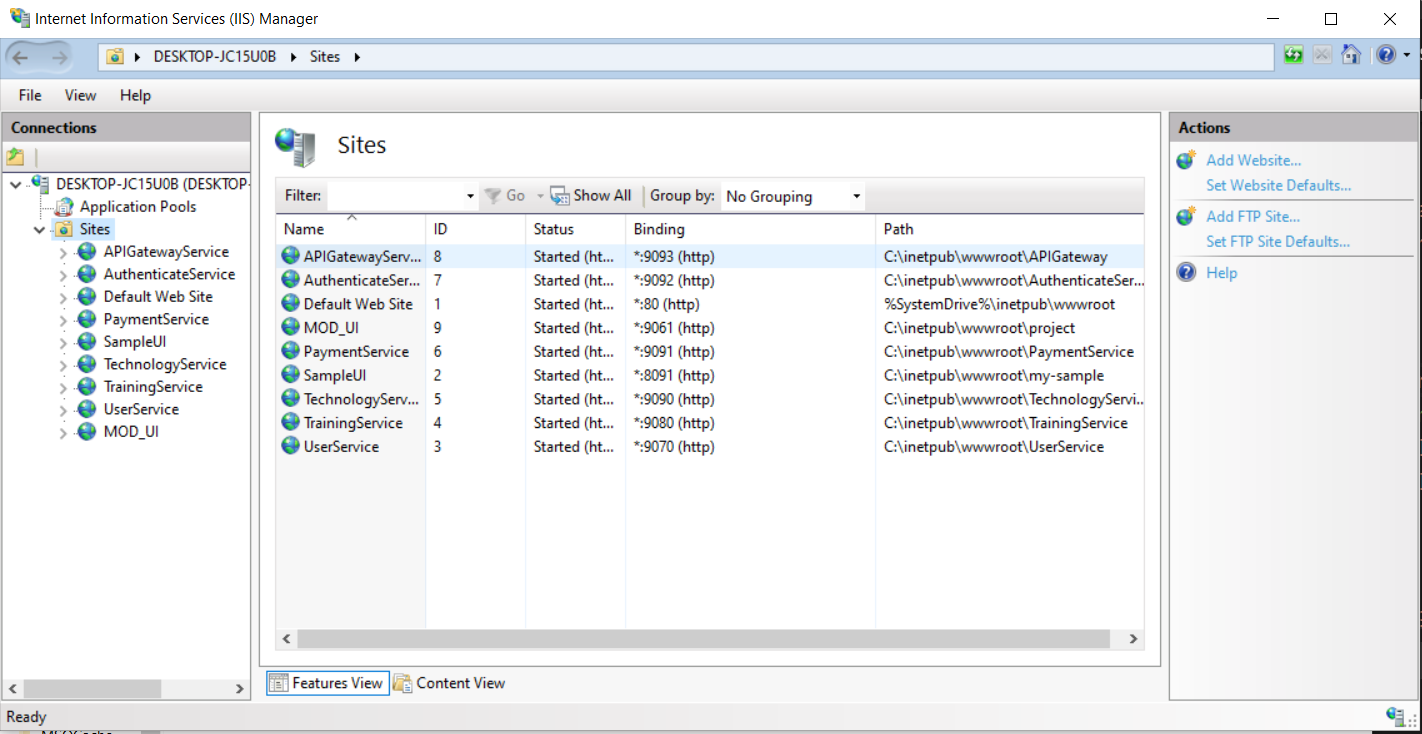 Internet Information Services (IIS) Manager
DESKTOP-JC15U0B Sites
File View Help
Connections
DESKTOP-JC15U0B (DESKTOP-
Application Pools
Sites
APIGatewayService
AuthenticateService
Default Web Site
PaymentService
SampleUI
TechnologyService
TrainingService
UserService
MOD_UI
Sites
Filter: Go Show All Group by: No Grouping
Name ID Status Binding Path
APIGatewayServ... 8 Started (ht... *:9093 (http) C:\inetpub\wwwroot\APIGateway
AuthenticateSer... 7 Started (ht... *:9092 (http) C:\inetpub\wwwroot\AuthenticateSer...
Default Web Site 1 Started (ht... *:80 (http) %SystemDrive%\inetpub\wwwroot
MOD_UI 9 Started (ht... *:9061 (http) C:\inetpub\wwwroot\project
PaymentService 6 Started (ht... *:9091 (http) C:\inetpub\wwwroot\PaymentService
SampleUI 2 Started (ht... *:8091 (http) C:\inetpub\wwwroot\my-sample
TechnologyServ... 5 Started (ht... *:9090 (http) C:\inetpub\wwwroot\TechnologyServi...
TrainingService 4 Started (ht... *:9080 (http) C:\inetpub\wwwroot\TrainingService
UserService 3 Started (ht... *:9070 (http) C:\inetpub\wwwroot\UserService
Features View Content View
Actions
Add Website...
Set Website Defaults...
Add FTP Site...
Set FTP Site Defaults...
Help
Ready